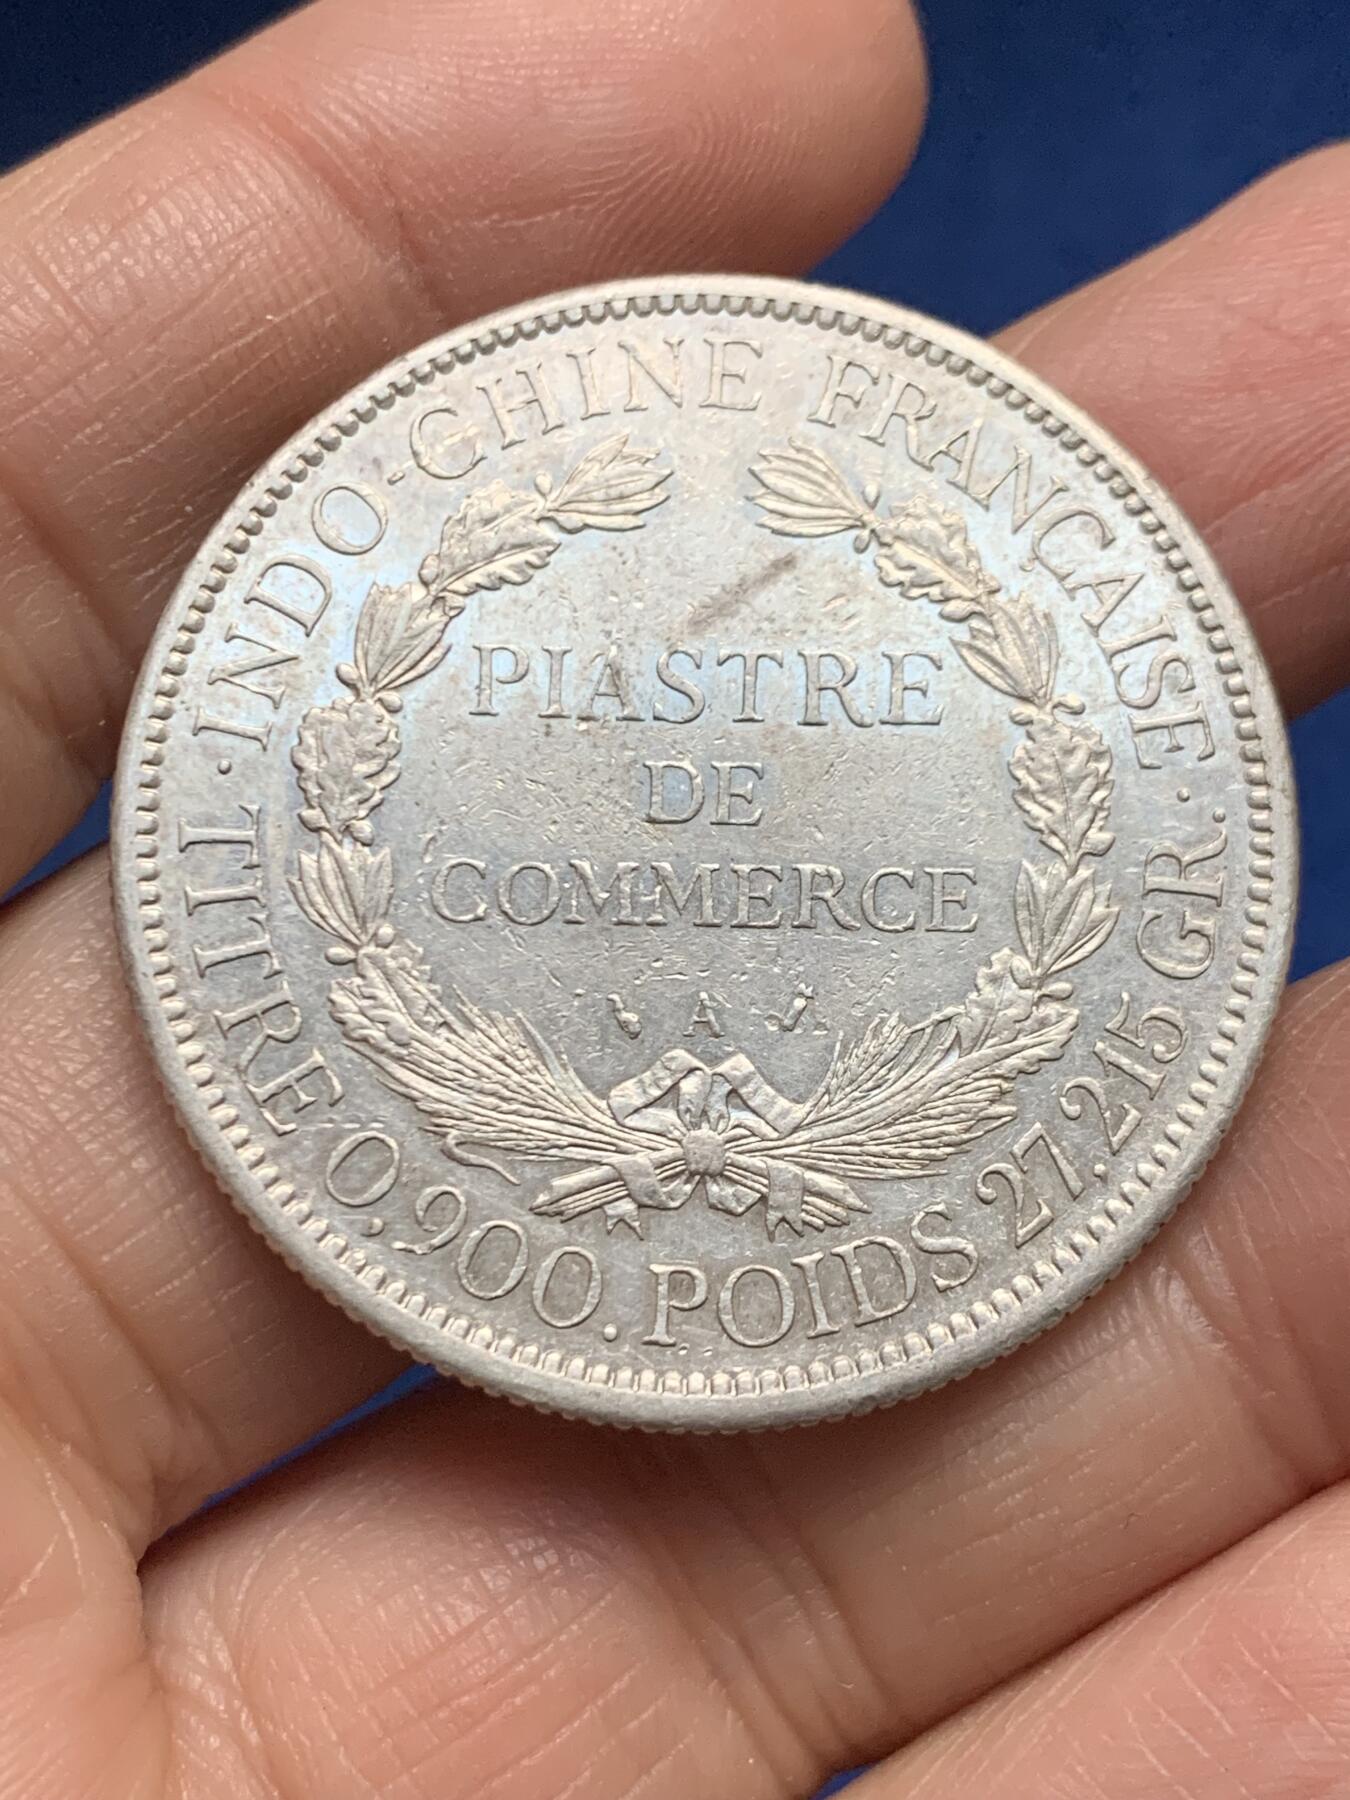 INDO-CHINE FRANÇAISE
PIASTRE
DE
COMMERCE
A
TITRE 0,900. POIDS 27,215 GR.